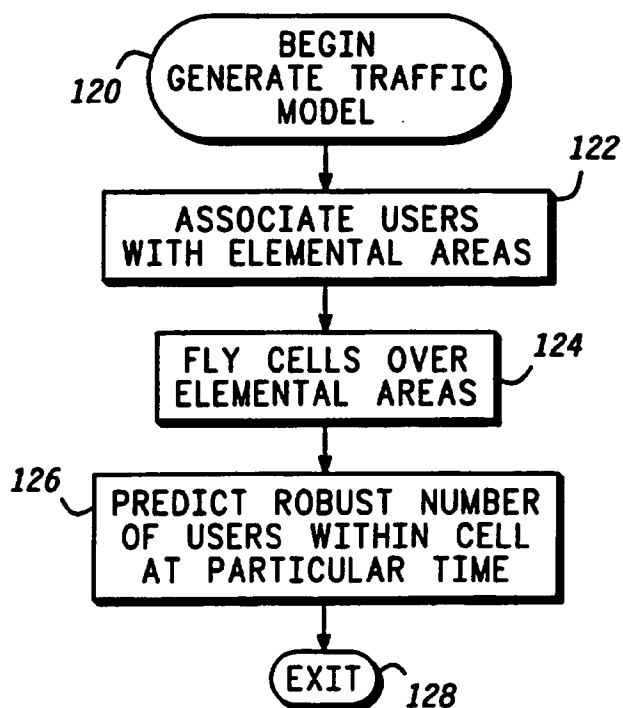 120
BEGIN
GENERATE TRAFFIC
MODEL
122
ASSOCIATE USERS
WITH ELEMENTAL AREAS
124
FLY CELLS OVER
ELEMENTAL AREAS
126
PREDICT ROBUST NUMBER
OF USERS WITHIN CELL
AT PARTICULAR TIME
EXIT
128